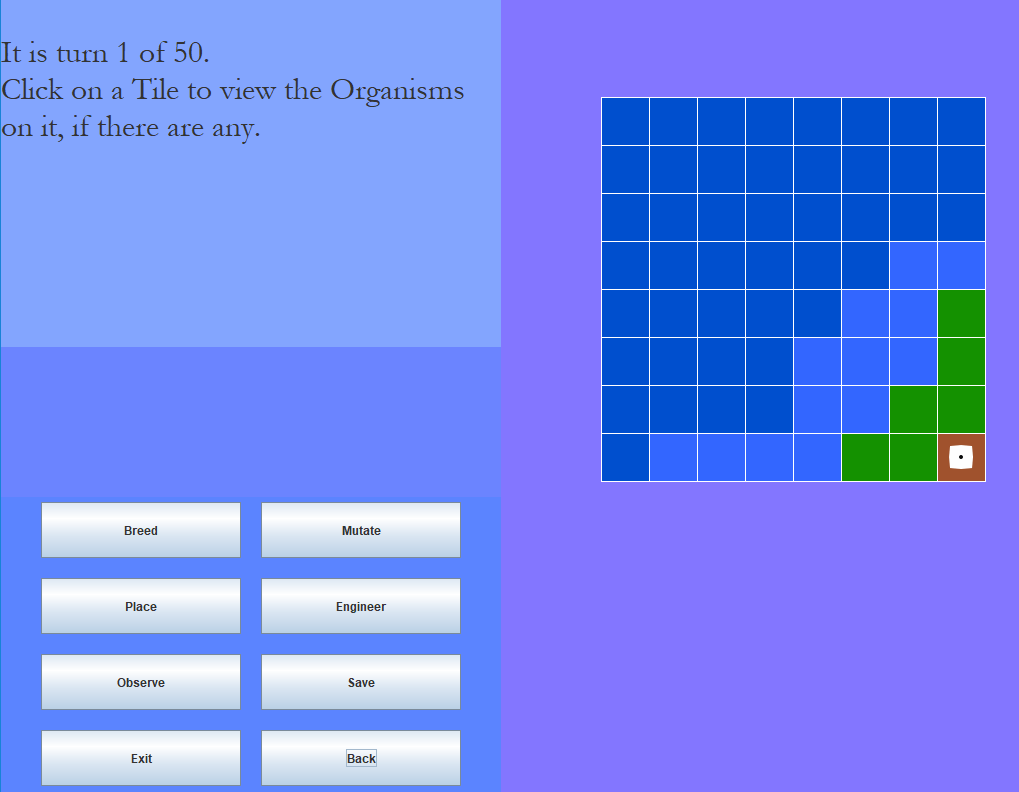 It is turn 1 of 50.
Click on a Tile to view the Organisms
on it, if there are any.
Breed
Mutate
Place
Engineer
Observe
Save
Exit
Back